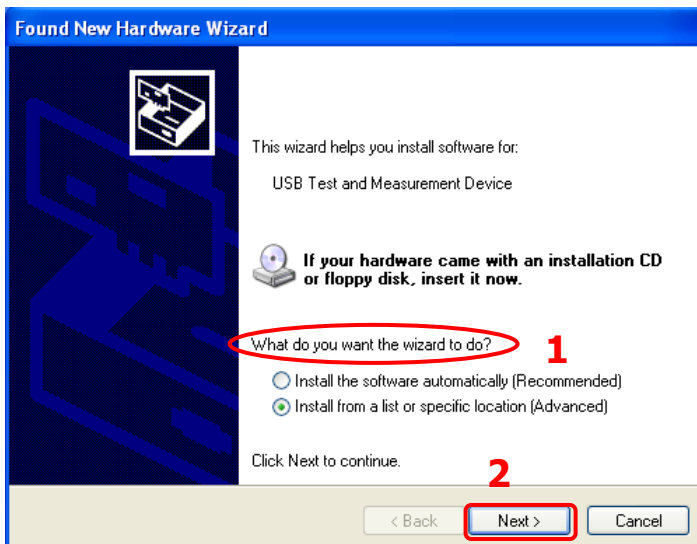 Found New Hardware Wizard
This wizard helps you install software for:
USB Test and Measurement Device
If your hardware came with an installation CD
or floppy disk, insert it now.
What do you want the wizard to do?
1
Install the software automatically (Recommended)
Install from a list or specific location (Advanced)
Click Next to continue.
2
< Back
Next >
Cancel